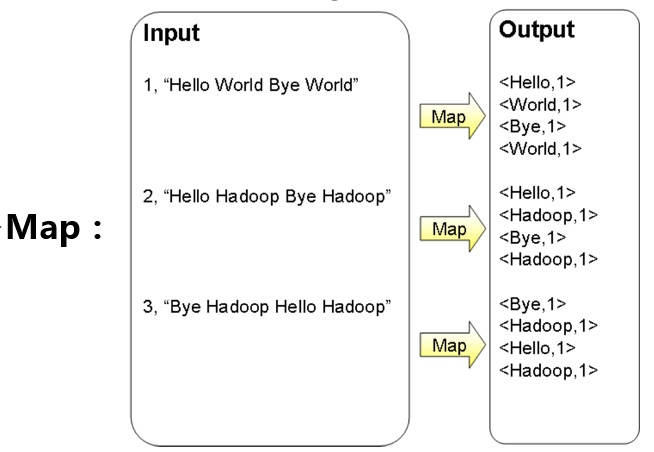 Input
Output
1, “Hello World Bye World”
Map
<Hello,1>
<World,1>
<Bye,1>
<World,1>
Map：
2, “Hello Hadoop Bye Hadoop”
Map
<Hello,1>
<Hadoop,1>
<Bye,1>
<Hadoop,1>
3, “Bye Hadoop Hello Hadoop”
Map
<Bye,1>
<Hadoop,1>
<Hello,1>
<Hadoop,1>